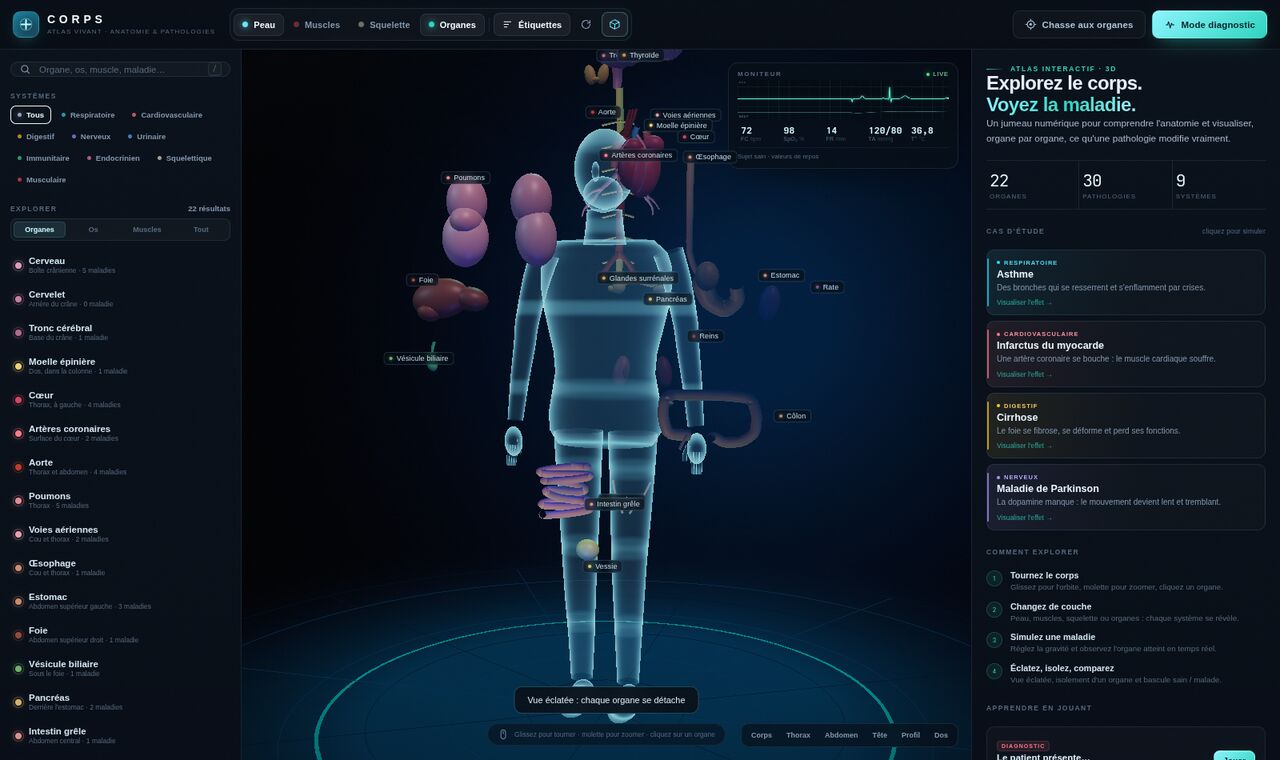 CORPS
ATLAS VIVANT · ANATOMIE & PATHOLOGIES
Peau
Muscles
Squelette
Organes
Étiquettes
Chasse aux organes
Mode diagnostic
Organe, os, muscle, maladie…
/
SYSTÈMES
Tous
Respiratoire
Cardiovasculaire
Digestif
Nerveux
Urinaire
Immunitaire
Endocrinien
Squelettique
Musculaire
EXPLORER
22 résultats
Organes
Os
Muscles
Tout
Cerveau
Boîte crânienne · 5 maladies
Cervelet
Arrière du crâne · 0 maladie
Tronc cérébral
Base du crâne · 1 maladie
Moelle épinière
Dos, dans la colonne · 1 maladie
Cœur
Thorax, à gauche · 4 maladies
Artères coronaires
Surface du cœur · 2 maladies
Aorte
Thorax et abdomen · 4 maladies
Poumons
Thorax · 5 maladies
Voies aériennes
Cou et thorax · 2 maladies
Œsophage
Cou et thorax · 1 maladie
Estomac
Abdomen supérieur gauche · 3 maladies
Foie
Abdomen supérieur droit · 1 maladie
Vésicule biliaire
Sous le foie · 1 maladie
Pancréas
Derrière l'estomac · 2 maladies
Intestin grêle
Abdomen central · 1 maladie
Thyroïde
Aorte
Voies aériennes
Moelle épinière
Cœur
Artères coronaires
Œsophage
Poumons
Foie
Glandes surrénales
Estomac
Rate
Pancréas
Reins
Vésicule biliaire
Côlon
Intestin grêle
Vessie
MONITEUR
LIVE
72
98
14
120/80
36,8
FC bpm
SpO₂ %
FR /min
TA mmHg
Sujet sain · valeurs de repos
Vue éclatée : chaque organe se détache
Glissez pour tourner · molette pour zoomer · cliquez sur un organe
Corps
Thorax
Abdomen
Tête
Profil
Dos
ATLAS INTERACTIF · 3D
Explorez le corps.
Voyez la maladie.
Un jumeau numérique pour comprendre l'anatomie et visualiser,
organe par organe, ce qu'une pathologie modifie vraiment.
22
30
9
ORGANES
PATHOLOGIES
SYSTÈMES
CAS D'ÉTUDE
cliquez pour simuler
RESPIRATOIRE
Asthme
Des bronches qui se resserrent et s'enflamment par crises.
Visualiser l'effet →
CARDIOVASCULAIRE
Infarctus du myocarde
Une artère coronaire se bouche : le muscle cardiaque souffre.
Visualiser l'effet →
DIGESTIF
Cirrhose
Le foie se fibrose, se déforme et perd ses fonctions.
Visualiser l'effet →
NERVEUX
Maladie de Parkinson
La dopamine manque : le mouvement devient lent et tremblant.
Visualiser l'effet →
COMMENT EXPLORER
1
Tournez le corps
Glissez pour l'orbite, molette pour zoomer, cliquez un organe.
2
Changez de couche
Peau, muscles, squelette ou organes : chaque système se révèle.
3
Simulez une maladie
Réglez la gravité et observez l'organe atteint en temps réel.
4
Éclatez, isolez, comparez
Vue éclatée, isolement d'un organe et bascule sain / malade.
APPRENDRE EN JOUANT
DIAGNOSTIC
Le patient présente…
Jouer